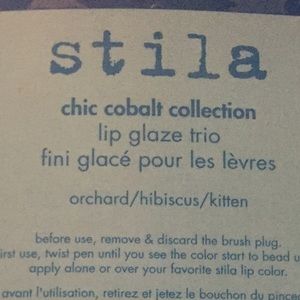 stila
chic cobalt collection
lip glaze trio
fini glacé pour les lèvres
orchard/hibiscus/kitten
before use, remove & discard the brush plug.
first use, twist pen until you see the color start to bead u
apply alone or over your favorite stila lip color.
avant l'utilisation, retirez et jetez le bouchon du pincea